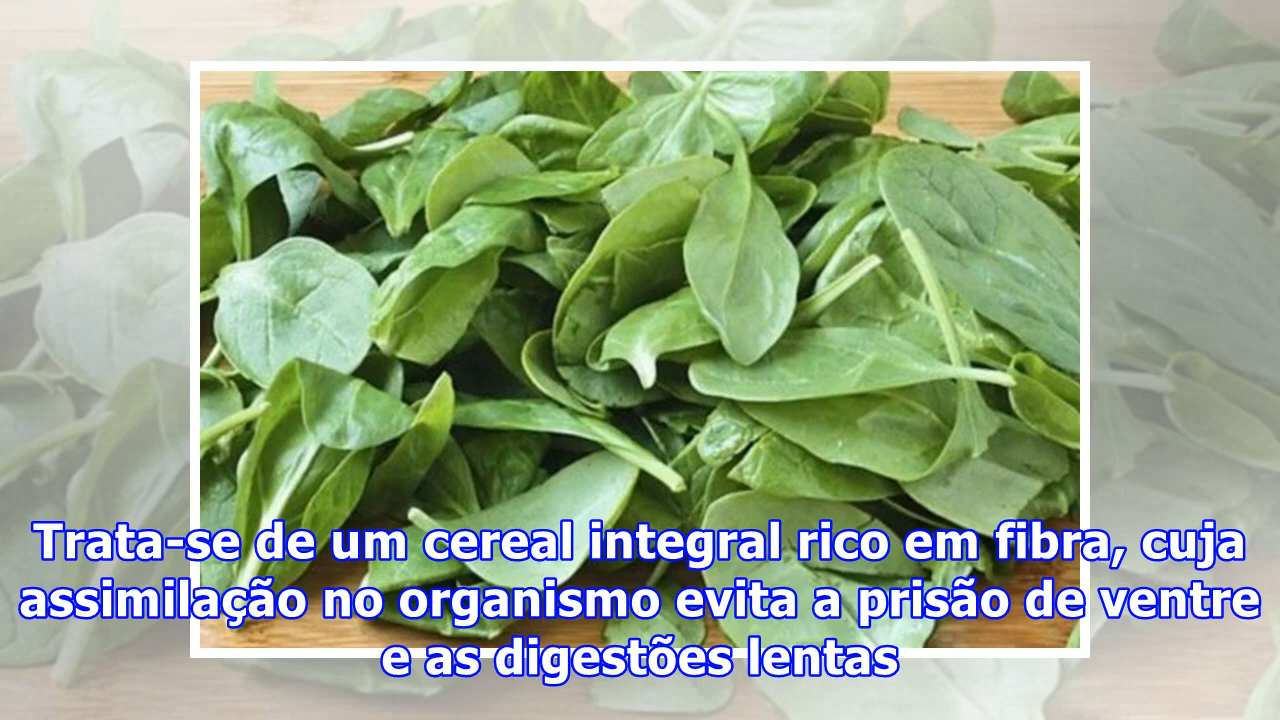 Trata-se de um cereal integral rico em fibra, cuja
assimilação no organismo evita a prisão de ventre
e as digestões lentas